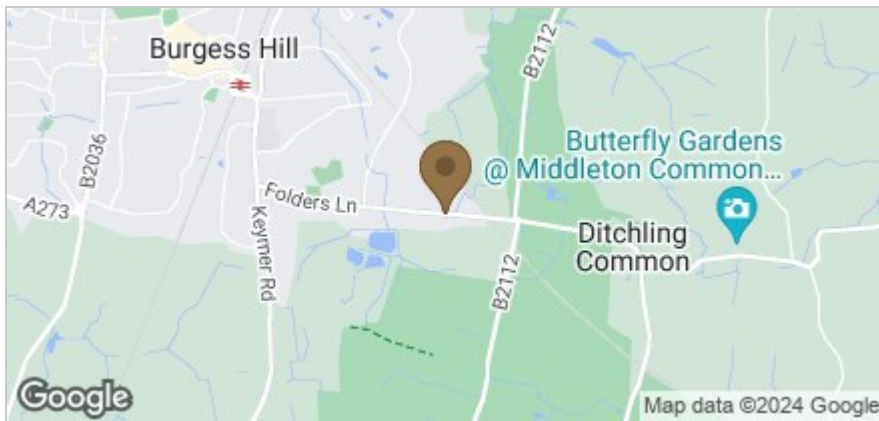 Burgess Hill
B2112
B2036
Butterfly Gardens
@ Middleton Common...
A273
Folders Ln
Keymer Rd
Ditchling
Common
B2112
Google
Map data ©2024 Google